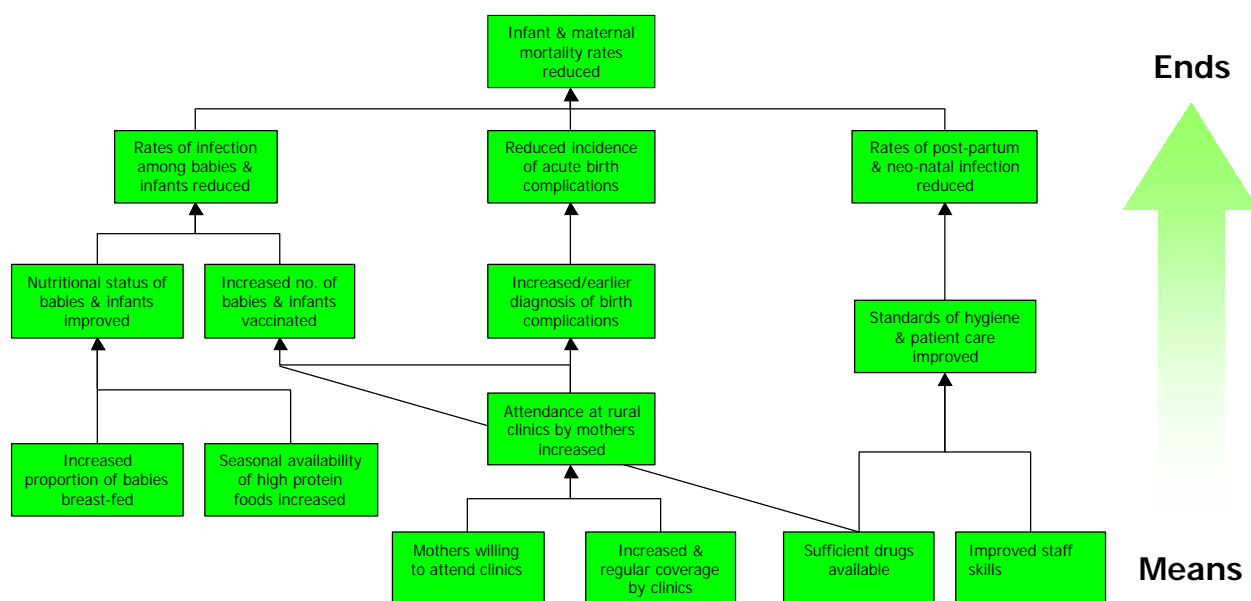 Infant & maternal
mortality rates
reduced
Ends
Rates of infection
among babies &
infants reduced
Reduced incidence
of acute birth
complications
Rates of post-partum
& neo-natal infection
reduced
Nutritional status of
babies & infants
improved
Increased no. of
babies & infants
vaccinated
Increased/earlier
diagnosis of birth
complications
Standards of hygiene
& patient care
improved
Attendance at rural
clinics by mothers
increased
Increased
proportion of babies
breast-fed
Seasonal availability
of high protein
foods increased
Mothers willing
to attend clinics
Increased &
regular coverage
by clinics
Sufficient drugs
available
Improved staff
skills
Means